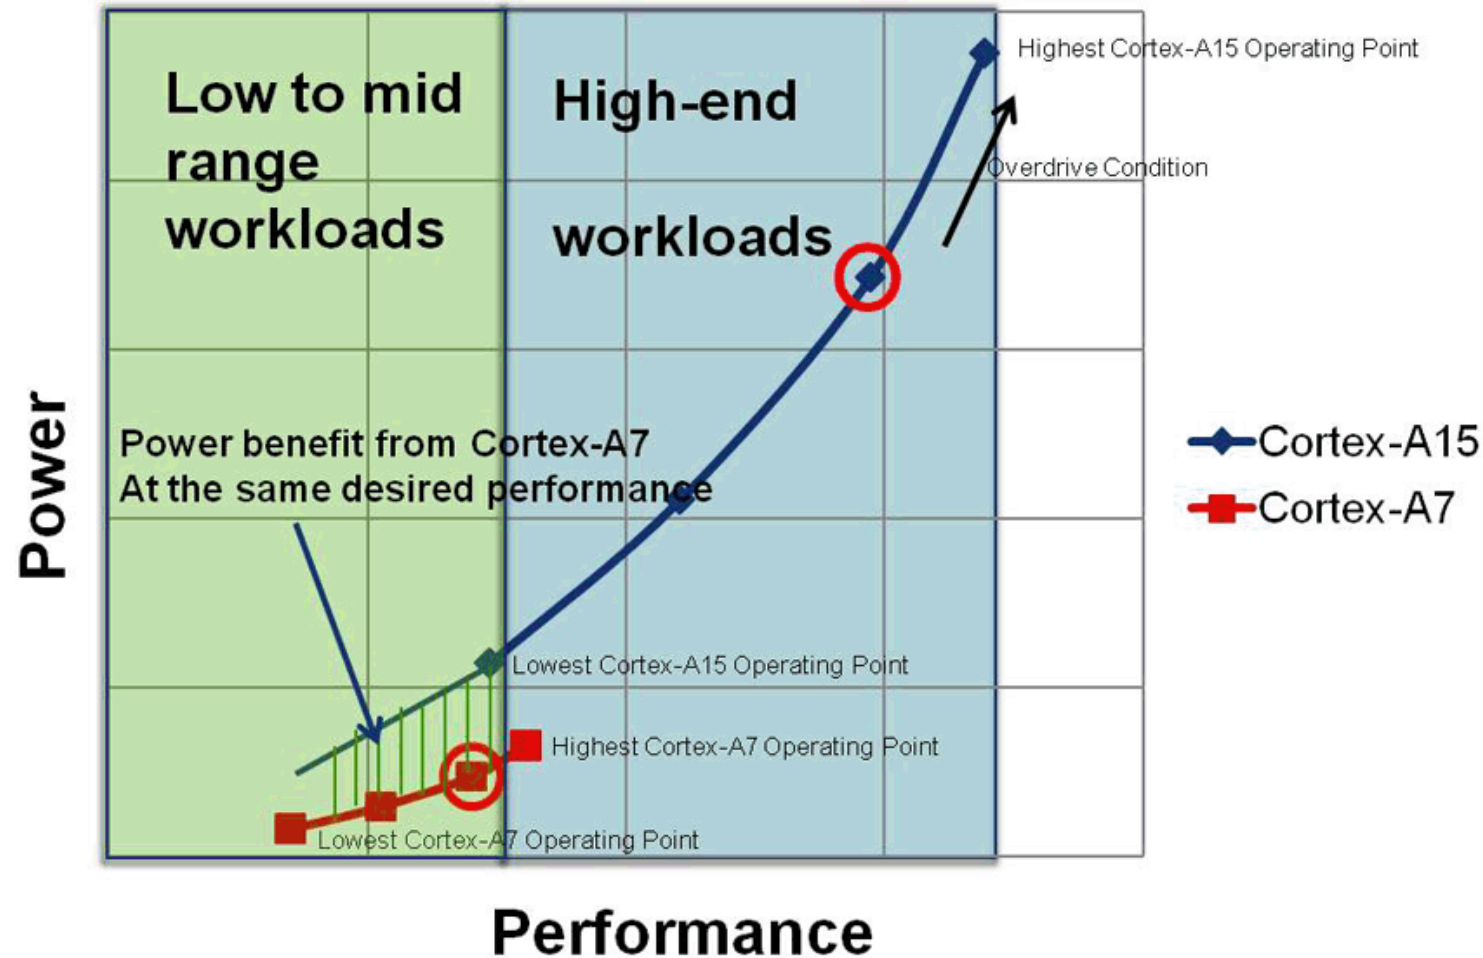 Low to mid
range
workloads
High-end
workloads
Highest Cortex-A15 Operating Point
Overdrive Condition
Power benefit from Cortex-A7
At the same desired performance
Lowest Cortex-A15 Operating Point
Highest Cortex-A7 Operating Point
Lowest Cortex-A7 Operating Point
Cortex-A15
Cortex-A7
Power
Performance